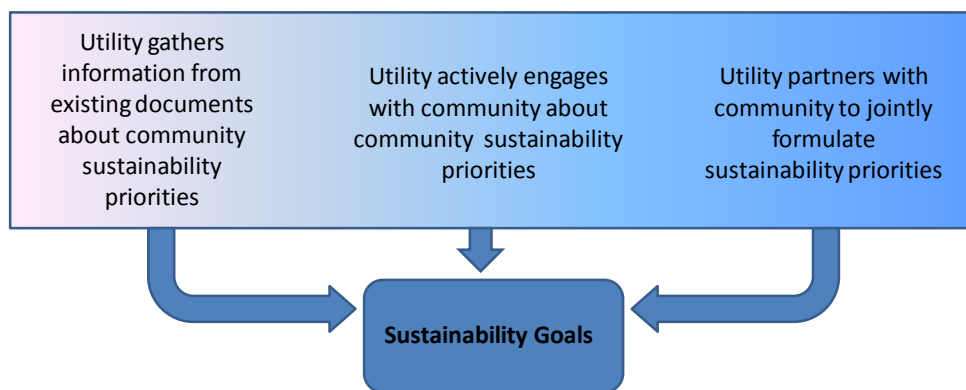 Utility gathers
information from
existing documents
about community
sustainability
priorities
Utility actively engages
with community about
community sustainability
priorities
Utility partners with
community to jointly
formulate
sustainability priorities
Sustainability Goals